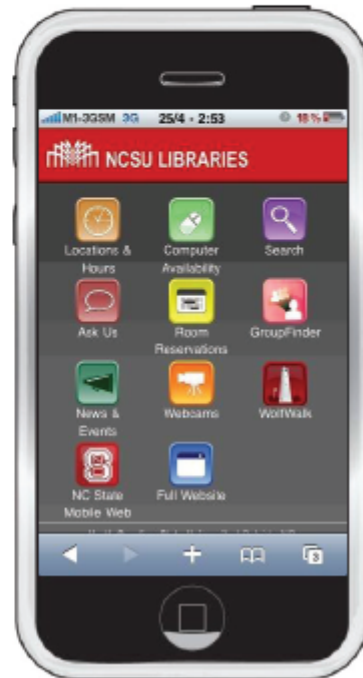 M1-3GSM 3G 25/4 - 2:53 18%
NCSU LIBRARIES
Locations & Hours
Computer Availability
Search
Ask Us
Room Reservations
GroupFinder
News & Events
Webcams
WolfWalk
NC State Mobile Web
Full Website
3